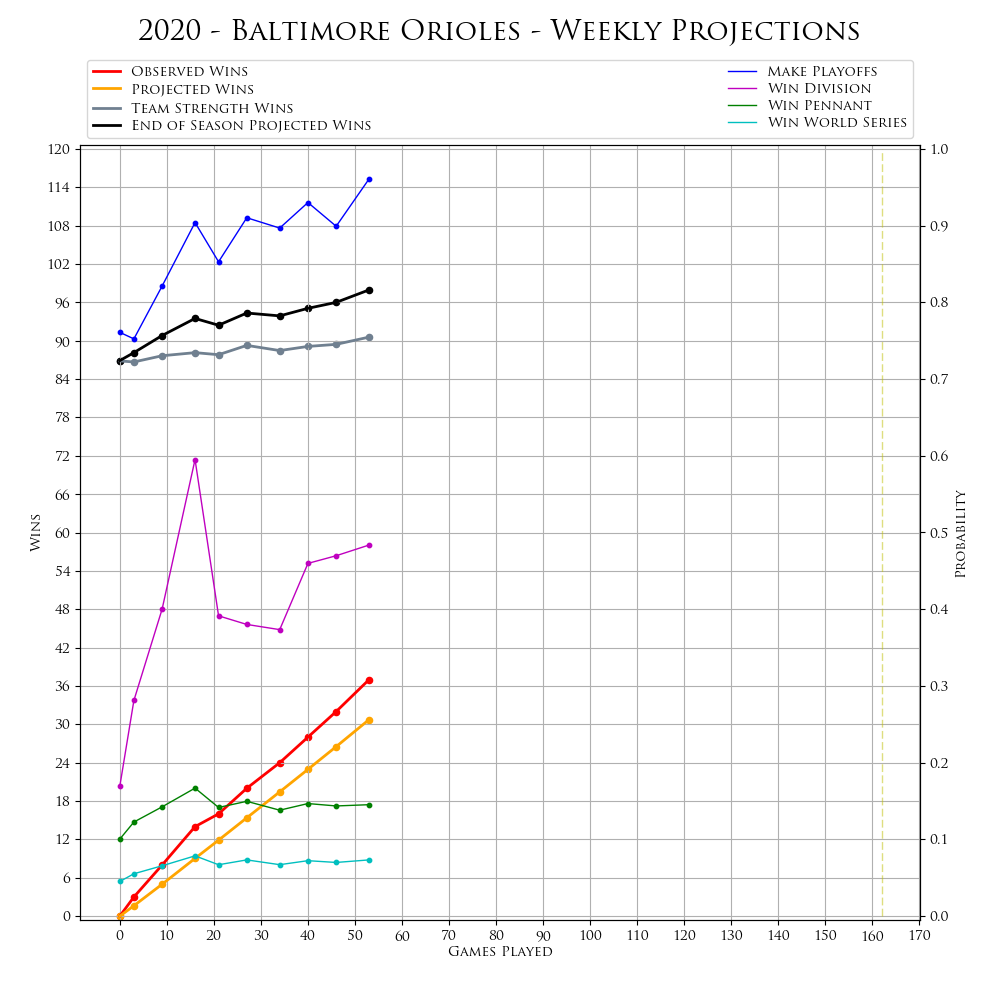 2020 - Baltimore Orioles - Weekly Projections
Observed Wins
Projected Wins
Team Strength Wins
End of Season Projected Wins
Make Playoffs
Win Division
Win Pennant
Win World Series
120
114
108
102
96
90
84
78
72
66
60
54
48
42
36
30
24
18
12
6
0
Wins
1.0
0.9
0.8
0.7
0.6
0.5
0.4
0.3
0.2
0.1
0.0
Probability
0 10 20 30 40 50 60 70 80 90 100 110 120 130 140 150 160 170
Games Played